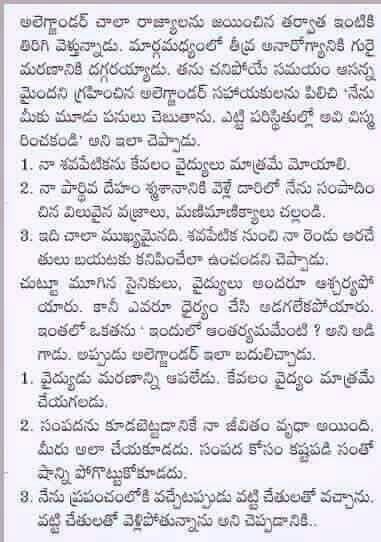 అలెగ్జాండర్ చాలా రాజ్యాలను జయించిన తర్వాత ఇంటికి
తిరిగి వెళ్తున్నాడు. మార్గమధ్యంలో తీవ్ర అనారోగ్యానికి గురై
మరణానికి దగ్గరయ్యాడు. తను చనిపోయే సమయం ఆసన్న
మైందని గ్రహించిన అలెగ్జాండర్ సహాయకులను పిలిచి ‘నేను
మీకు మూడు పనులు చెబుతాను. ఎట్టి పరిస్థితుల్లో అవి విస్మ
రించకండి’ అని ఇలా చెప్పాడు.
1. నా శవపేటికను కేవలం వైద్యులు మాత్రమే మోయాలి.
2. నా పార్థివ దేహం శ్మశానానికి వెళ్లే దారిలో నేను సంపాదిం
చిన విలువైన వజ్రాలు, మణిమాణిక్యాలు చల్లండి.
3. ఇది చాలా ముఖ్యమైనది. శవపేటిక నుంచి నా రెండు అరచే
తులు బయటకు కనిపించేలా ఉంచండని చెప్పాడు.
చుట్టూ మూగిన సైనికులు, వైద్యులు అందరూ ఆశ్చర్యపో
యారు. కానీ ఎవరూ ధైర్యం చేసి అడగలేకపోయారు.
ఇంతలో ఒకతను ‘ ఇందులో ఆంతర్యమేమిటి ? అని అడి
గాడు. అప్పుడు అలెగ్జాండర్ ఇలా బదులిచ్చాడు.
1. వైద్యుడు మరణాన్ని ఆపలేడు. కేవలం వైద్యం మాత్రమే
చేయగలడు.
2. సంపదను కూడబెట్టడానికే నా జీవితం వృథా అయింది.
మీరు అలా చేయకూడదు. సంపద కోసం కష్టపడి సంతో
షాన్ని పోగొట్టుకోకూడదు.
3. నేను ప్రపంచంలోకి వచ్చేటప్పుడు వట్టి చేతులతో వచ్చాను.
వట్టి చేతులతో వెళ్లిపోతున్నాను అని చెప్పడానికి..